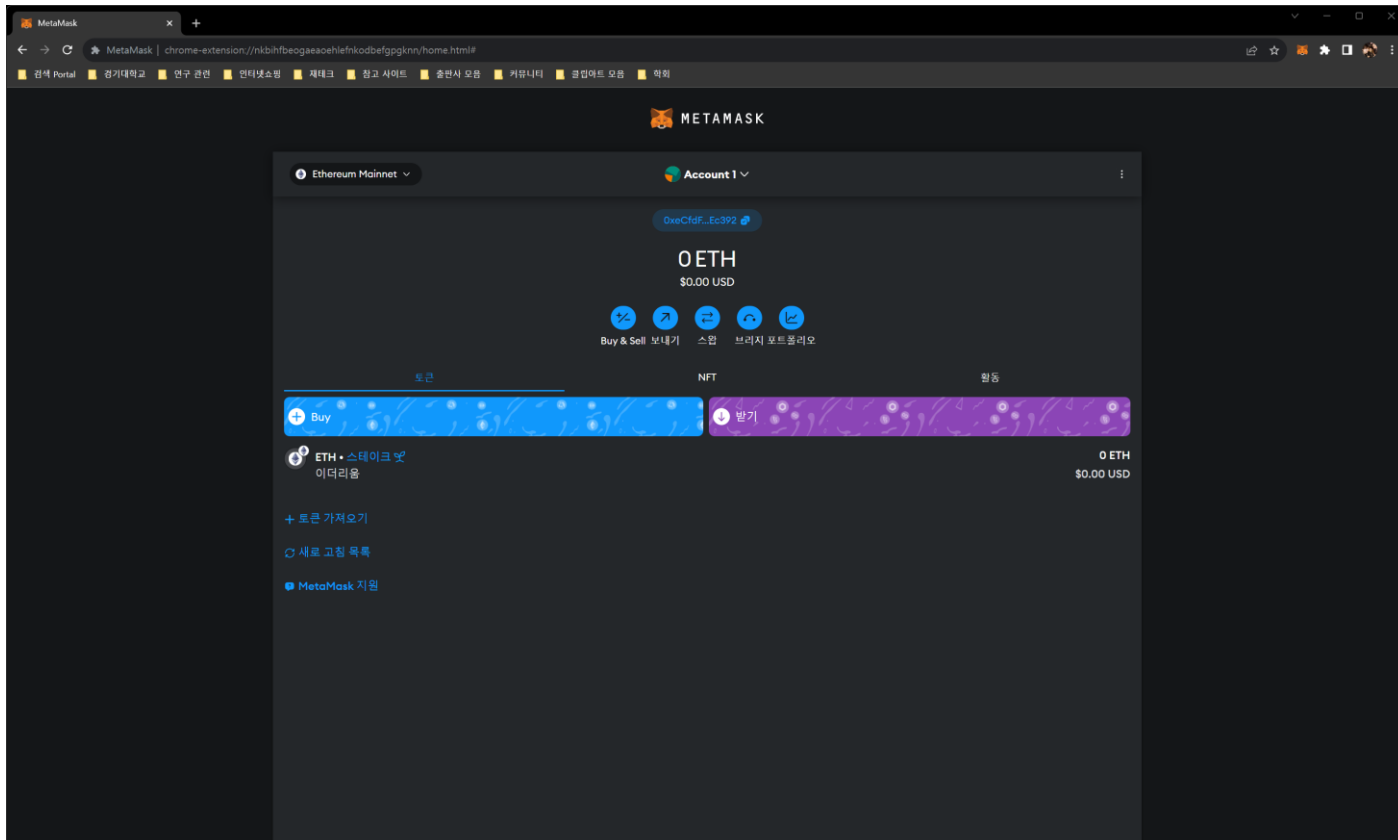 MetaMask
MetaMask | chrome-extension://nkbihfbeogaeaoehlefnkodbefgpgknn/home.html#
검색 Portal 경기대학교 연구 관련 인터넷쇼핑 재테크 참고 사이트 출판사 모음 커뮤니티 클립아트 모음 학회
METAMASK
Ethereum Mainnet Account 1
0xeCfdF...Ec392
0 ETH
$0.00 USD
Buy & Sell 보내기 스왑 브리지 포트폴리오
토큰 NFT 활동
Buy 받기
ETH • 스테이크 0 ETH
이더리움 $0.00 USD
+ 토큰 가져오기
새로 고침 목록
MetaMask 지원